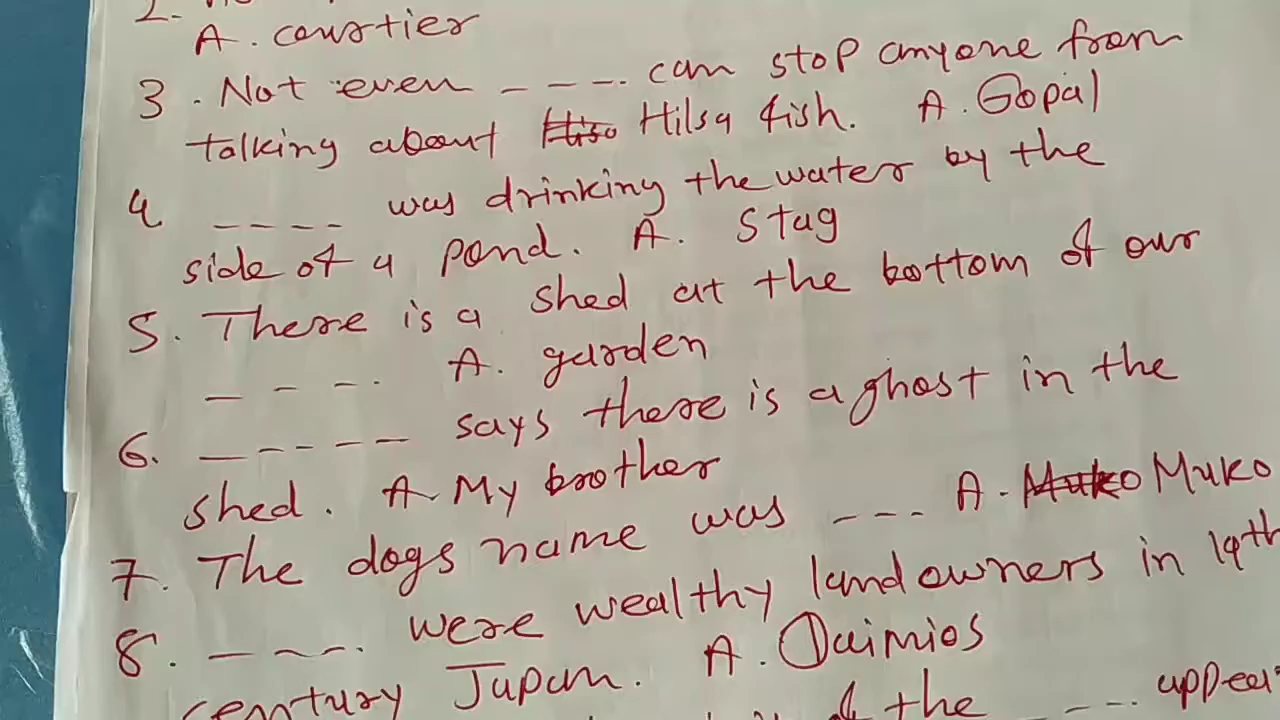 2.
A. courtier
3. Not even _ _ _ _. can stop anyone from
talking about Hilsa fish. A. Gopal
4 _ _ _ _ was drinking the water by the
side of a pond. A. Stag
5. There is a shed at the bottom of our
_ _ _ _. A. garden
6. _ _ _ _ _ says there is a ghost in the
shed. A. My brother
7. The dogs name was _ _ _ A. Muko Muko
8. _ _ _ _. were wealthy landowners in 19th
century Japan. A. Daimios
of the _ _ _. appear